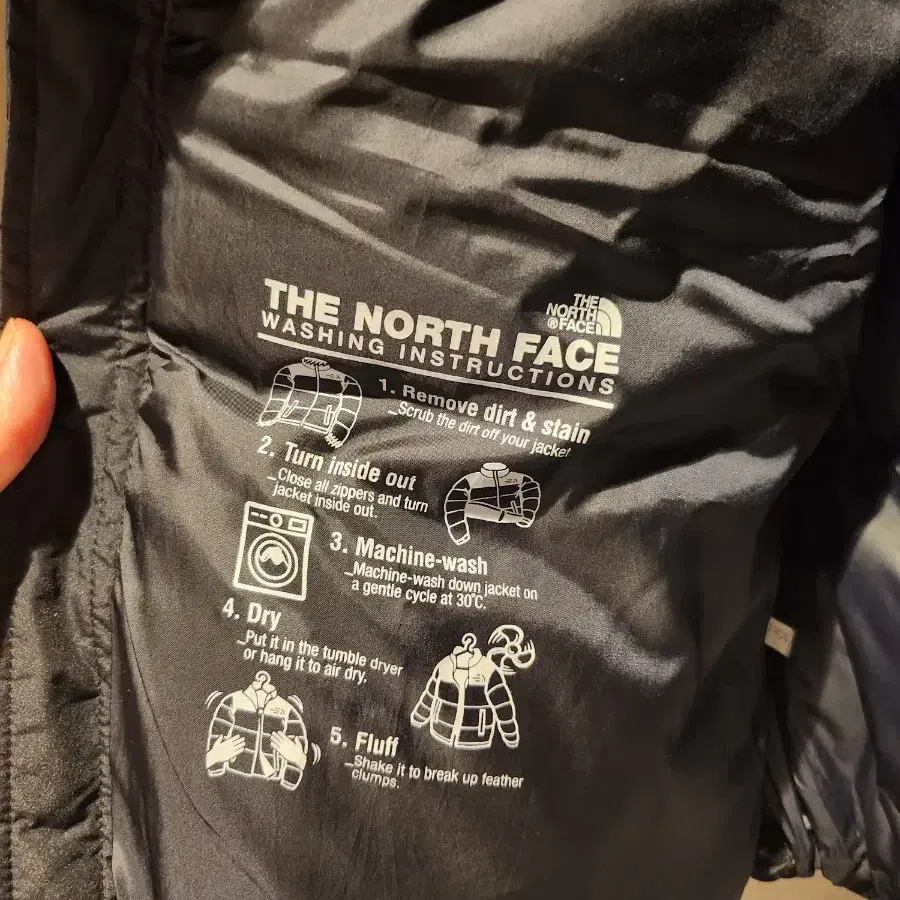 THE NORTH FACE
WASHING INSTRUCTIONS
THE
NORTH
®FACE
1. Remove dirt & stain
_Scrub the dirt off your jacket
2. Turn inside out
_Close all zippers and turn
jacket inside out.
3. Machine-wash
_Machine-wash down jacket on
a gentle cycle at 30℃.
4. Dry
_Put it in the tumble dryer
or hang it to air dry.
5. Fluff
_Shake it to break up feather
clumps.